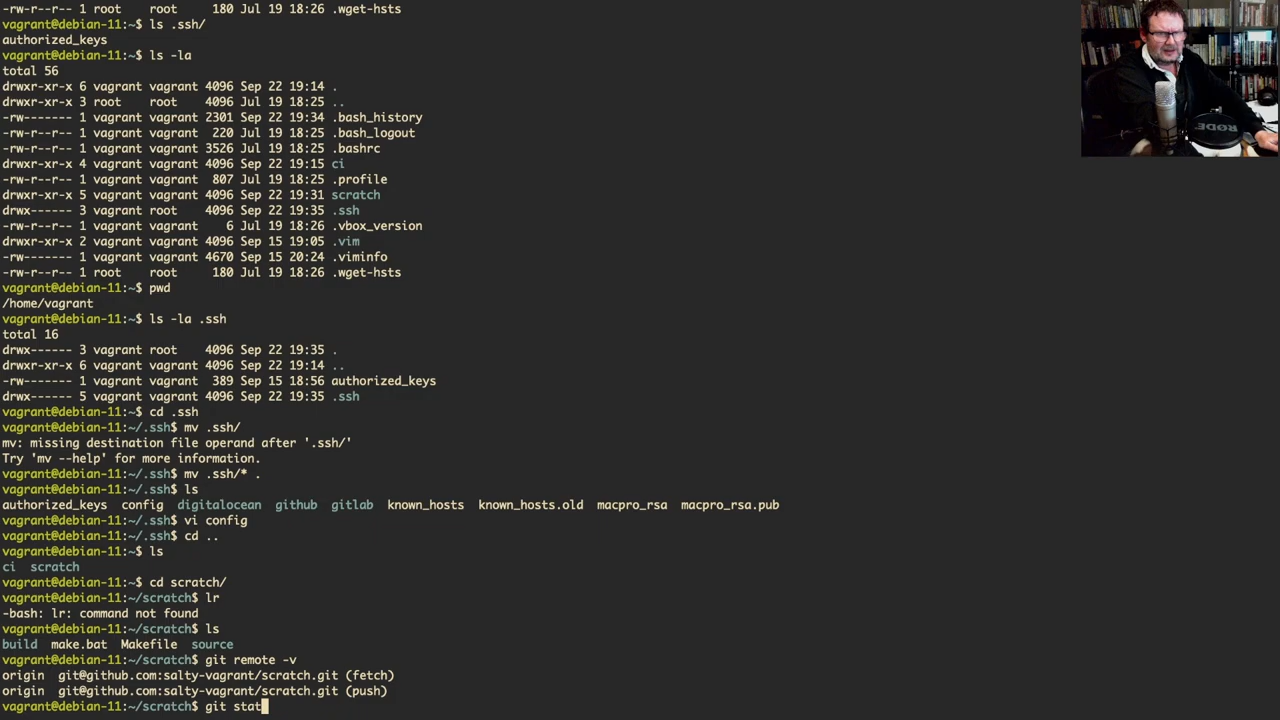 -rw-r--r-- 1 root    root     180 Jul 19 18:26 .wget-hsts
vagrant@debian-11:~$ ls .ssh/
authorized_keys
vagrant@debian-11:~$ ls -la
total 56
drwxr-xr-x 6 vagrant vagrant 4096 Sep 22 19:14 .
drwxr-xr-x 3 root    root    4096 Jul 19 18:25 ..
-rw------- 1 vagrant vagrant 2301 Sep 22 19:34 .bash_history
-rw-r--r-- 1 vagrant vagrant  220 Jul 19 18:25 .bash_logout
-rw-r--r-- 1 vagrant vagrant 3526 Jul 19 18:25 .bashrc
drwxr-xr-x 4 vagrant vagrant 4096 Sep 22 19:15 ci
-rw-r--r-- 1 vagrant vagrant  807 Jul 19 18:25 .profile
drwxr-xr-x 5 vagrant vagrant 4096 Sep 22 19:31 scratch
drwx------ 3 vagrant root    4096 Sep 22 19:35 .ssh
-rw-r--r-- 1 vagrant vagrant    6 Jul 19 18:26 .vbox_version
drwxr-xr-x 2 vagrant vagrant 4096 Sep 15 19:05 .vim
-rw------- 1 vagrant vagrant 4670 Sep 15 20:24 .viminfo
-rw-r--r-- 1 root    root     180 Jul 19 18:26 .wget-hsts
vagrant@debian-11:~$ pwd
/home/vagrant
vagrant@debian-11:~$ ls -la .ssh
total 16
drwx------ 3 vagrant root    4096 Sep 22 19:35 .
drwxr-xr-x 6 vagrant vagrant 4096 Sep 22 19:14 ..
-rw------- 1 vagrant vagrant  389 Sep 15 18:56 authorized_keys
drwx------ 5 vagrant vagrant 4096 Sep 22 19:35 .ssh
vagrant@debian-11:~$ cd .ssh
vagrant@debian-11:~/.ssh$ mv .ssh/
mv: missing destination file operand after '.ssh/'
Try 'mv --help' for more information.
vagrant@debian-11:~/.ssh$ mv .ssh/* .
vagrant@debian-11:~/.ssh$ ls
authorized_keys  config  digitalocean  github  gitlab  known_hosts  known_hosts.old  macpro_rsa  macpro_rsa.pub
vagrant@debian-11:~/.ssh$ vi config
vagrant@debian-11:~/.ssh$ cd ..
vagrant@debian-11:~$ ls
ci  scratch
vagrant@debian-11:~$ cd scratch/
vagrant@debian-11:~/scratch$ lr
-bash: lr: command not found
vagrant@debian-11:~/scratch$ ls
build  make.bat  Makefile  source
vagrant@debian-11:~/scratch$ git remote -v
origin  git@github.com:salty-vagrant/scratch.git (fetch)
origin  git@github.com:salty-vagrant/scratch.git (push)
vagrant@debian-11:~/scratch$ git stat
RØDE